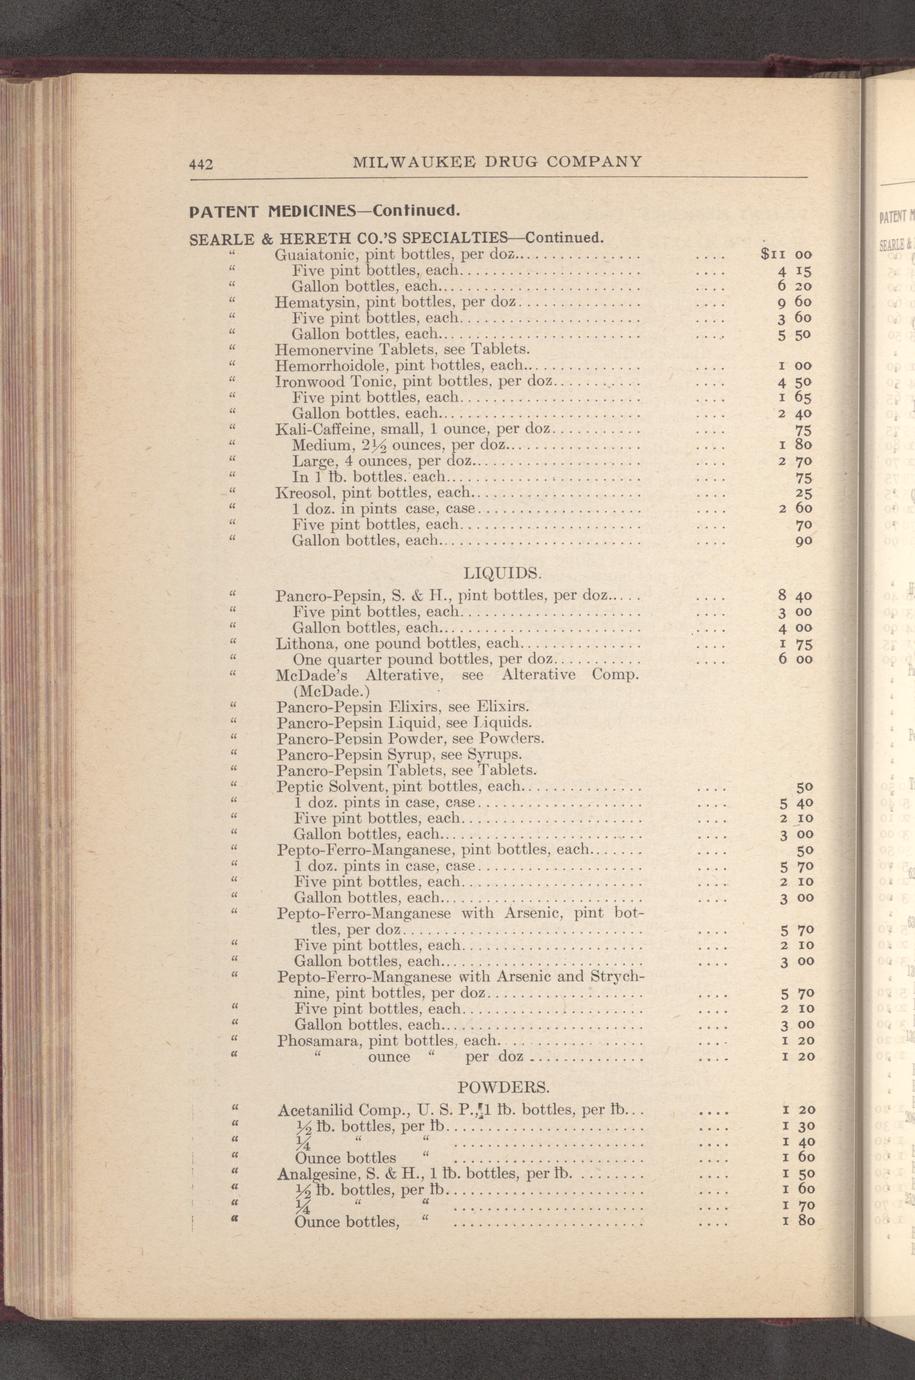 442 MILWAUKEE DRUG COMPANY
PATENT MEDICINES—Continued.
SEARLE & HERETH CO.'S SPECIALTIES—Continued.
“ Guaiatonic, pint bottles, per doz. .... $11 00
“ Five pint bottles, each. .... 4 15
“ Gallon bottles, each. .... 6 20
“ Hematysin, pint bottles, per doz. .... 9 60
“ Five pint bottles, each. .... 3 60
“ Gallon bottles, each. .... 5 50
“ Hemonervine Tablets, see Tablets.
“ Hemorrhoidole, pint bottles, each. .... 1 00
“ Ironwood Tonic, pint bottles, per doz. .... 4 50
“ Five pint bottles, each. .... 1 65
“ Gallon bottles, each. .... 2 40
“ Kali-Caffeine, small, 1 ounce, per doz. .... 75
“ Medium, 2½ ounces, per doz. .... 1 80
“ Large, 4 ounces, per doz. .... 2 70
“ In 1 lb. bottles. each. .... 75
“ Kreosol, pint bottles, each. .... 25
“ 1 doz. in pints case, case. .... 2 60
“ Five pint bottles, each. .... 70
“ Gallon bottles, each. .... 90
LIQUIDS.
“ Pancro-Pepsin, S. & H., pint bottles, per doz. .... 8 40
“ Five pint bottles, each. .... 3 00
“ Gallon bottles, each. .... 4 00
“ Lithona, one pound bottles, each. .... 1 75
“ One quarter pound bottles, per doz. .... 6 00
“ McDade's Alterative, see Alterative Comp.
(McDade.)
“ Pancro-Pepsin Elixirs, see Elixirs.
“ Pancro-Pepsin Liquid, see Liquids.
“ Pancro-Pepsin Powder, see Powders.
“ Pancro-Pepsin Syrup, see Syrups.
“ Pancro-Pepsin Tablets, see Tablets.
“ Peptic Solvent, pint bottles, each. .... 50
“ 1 doz. pints in case, case. .... 5 40
“ Five pint bottles, each. .... 2 10
“ Gallon bottles, each. .... 3 00
“ Pepto-Ferro-Manganese, pint bottles, each. .... 50
“ 1 doz. pints in case, case. .... 5 70
“ Five pint bottles, each. .... 2 10
“ Gallon bottles, each. .... 3 00
“ Pepto-Ferro-Manganese with Arsenic, pint bot-
tles, per doz. .... 5 70
“ Five pint bottles, each. .... 2 10
“ Gallon bottles, each. .... 3 00
“ Pepto-Ferro-Manganese with Arsenic and Strych-
nine, pint bottles, per doz. .... 5 70
“ Five pint bottles, each. .... 2 10
“ Gallon bottles, each. .... 3 00
“ Phosamara, pint bottles, each. .... 1 20
“ “ ounce “ per doz .... 1 20
POWDERS.
“ Acetanilid Comp., U. S. P., 1 lb. bottles, per lb. .... 1 20
“ ½ lb. bottles, per lb. .... 1 30
“ ¼ “ “ .... 1 40
“ Ounce bottles “ .... 1 60
“ Analgesine, S. & H., 1 lb. bottles, per lb. .... 1 50
“ ½ lb. bottles, per lb. .... 1 60
“ ¼ “ “ .... 1 70
“ Ounce bottles, “ .... 1 80
PATENT M
SEARLE &